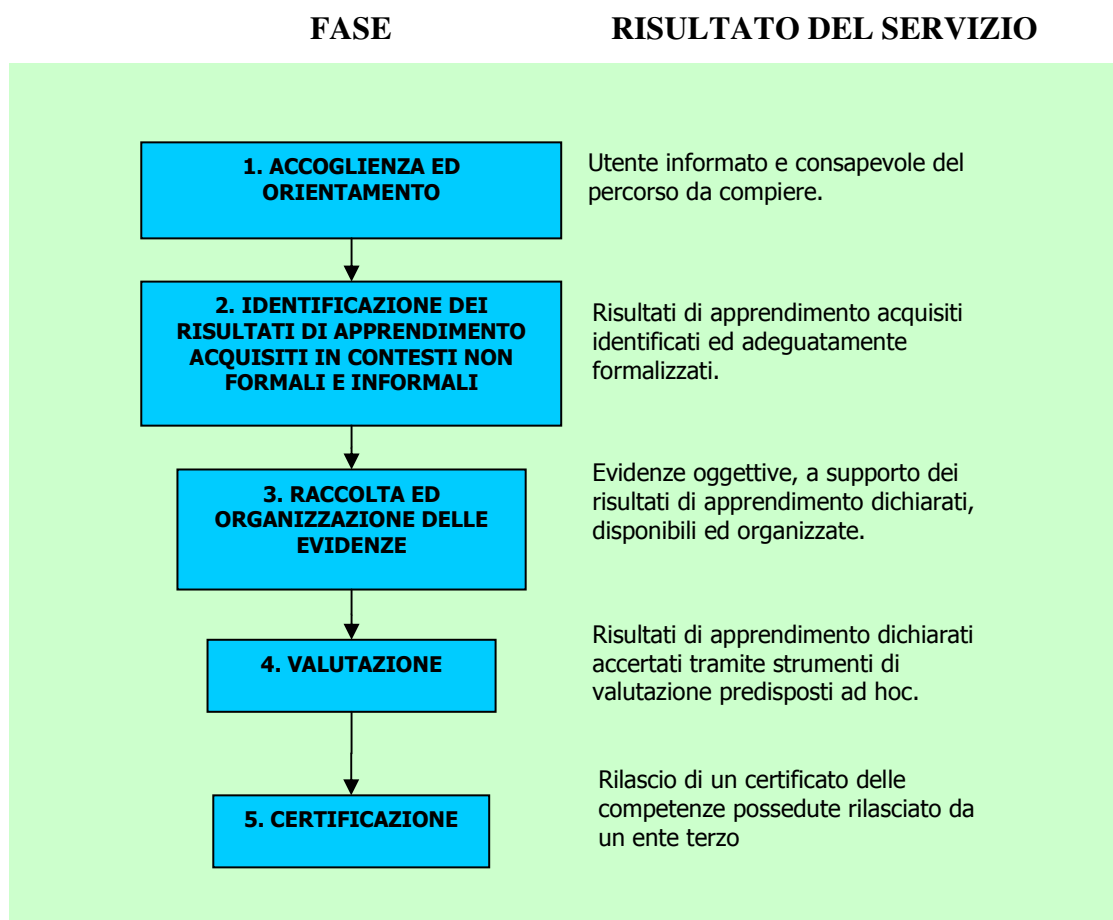 FASE RISULTATO DEL SERVIZIO
1. ACCOGLIENZA ED
ORIENTAMENTO
Utente informato e consapevole del
percorso da compiere.
2. IDENTIFICAZIONE DEI
RISULTATI DI APPRENDIMENTO
ACQUISITI IN CONTESTI NON
FORMALI E INFORMALI
Risultati di apprendimento acquisiti
identificati ed adeguatamente
formalizzati.
3. RACCOLTA ED
ORGANIZZAZIONE DELLE
EVIDENZE
Evidenze oggettive, a supporto dei
risultati di apprendimento dichiarati,
disponibili ed organizzate.
4. VALUTAZIONE
Risultati di apprendimento dichiarati
accertati tramite strumenti di
valutazione predisposti ad hoc.
5. CERTIFICAZIONE
Rilascio di un certificato delle
competenze possedute rilasciato da
un ente terzo